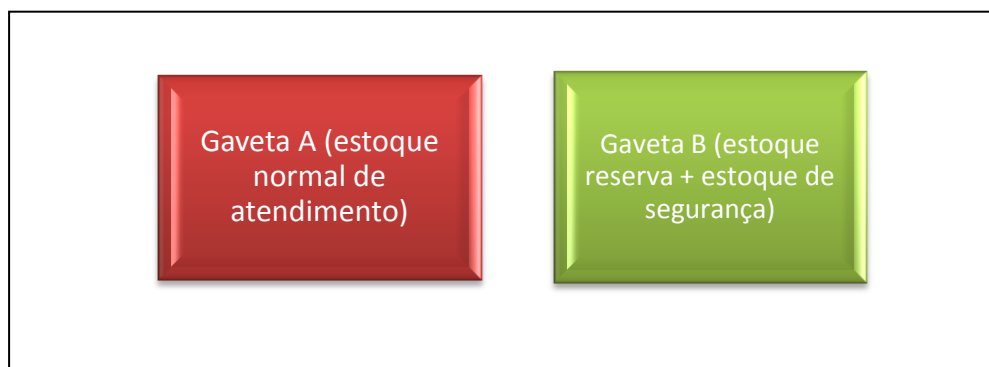 Gaveta A (estoque
normal de
atendimento)
Gaveta B (estoque
reserva + estoque de
segurança)